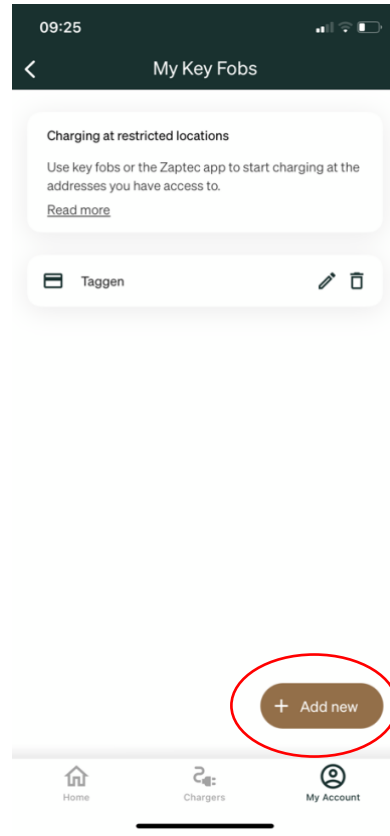 09:25
My Key Fobs
Charging at restricted locations
Use key fobs or the Zaptec app to start charging at the
addresses you have access to.
Read more
Taggen
+ Add new
Home
Chargers
My Account